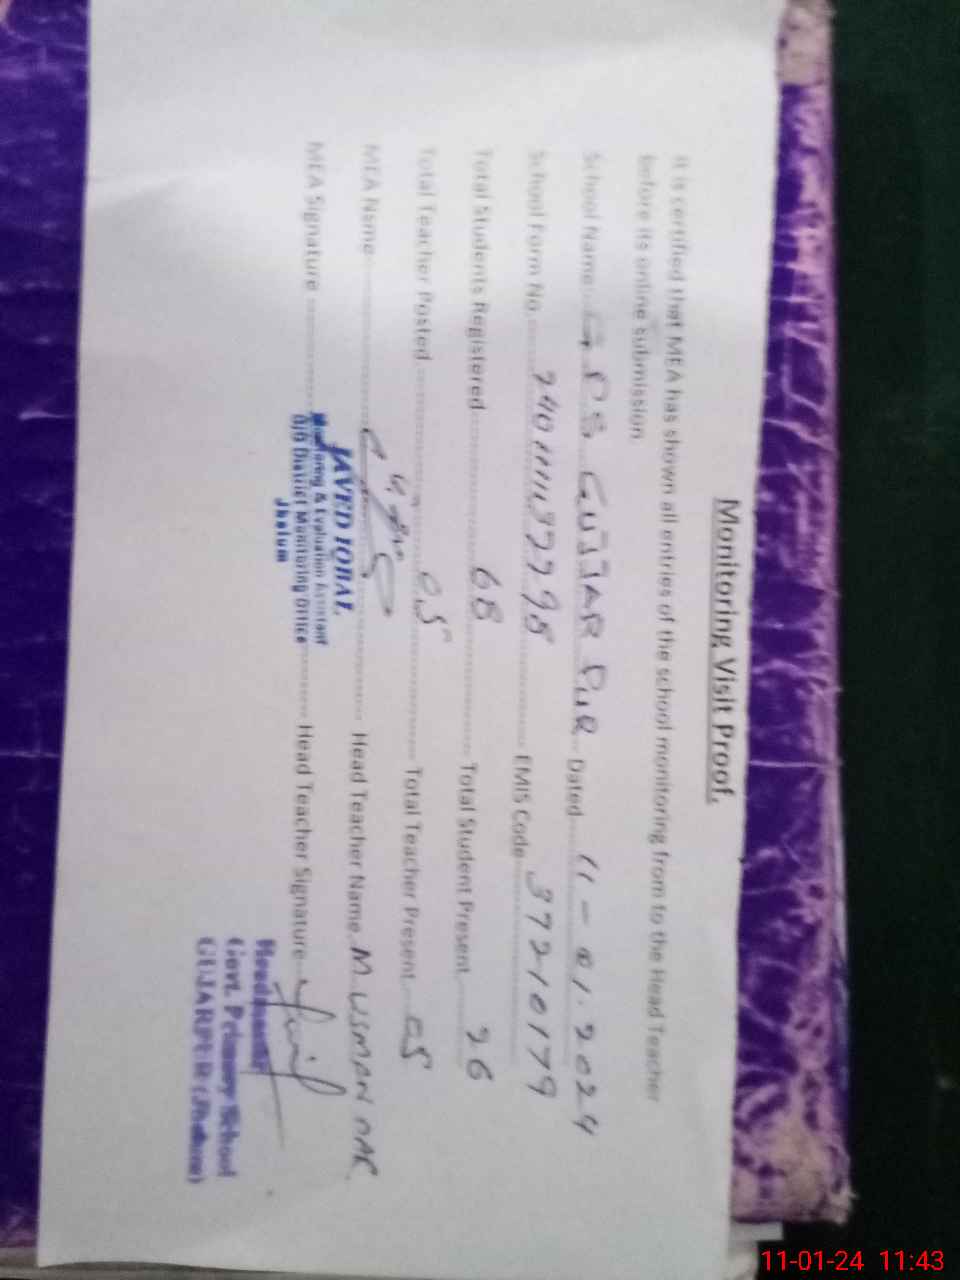 Monitoring Visit Proof.
It is certified that MEA has shown all entries of the school monitoring from to the Head Teacher
before its online submission.
School Name G.P.S GUJJAR PUR Dated 11-01.2024
School Form No. EMIS Code 37210179
Total Students Registered 68 Total Student Present 26
Total Teacher Posted 05 Total Teacher Present 05
MEA Name Head Teacher Name M. USMAN
MEA Signature Head Teacher Signature
JAVED IQBAL
Monitoring & Evaluation Assistant
O/O District Monitoring Office
Jhelum
Headmaster
Govt. Primary School
GUJARPUR (Jhelum)
11-01-24 11:43